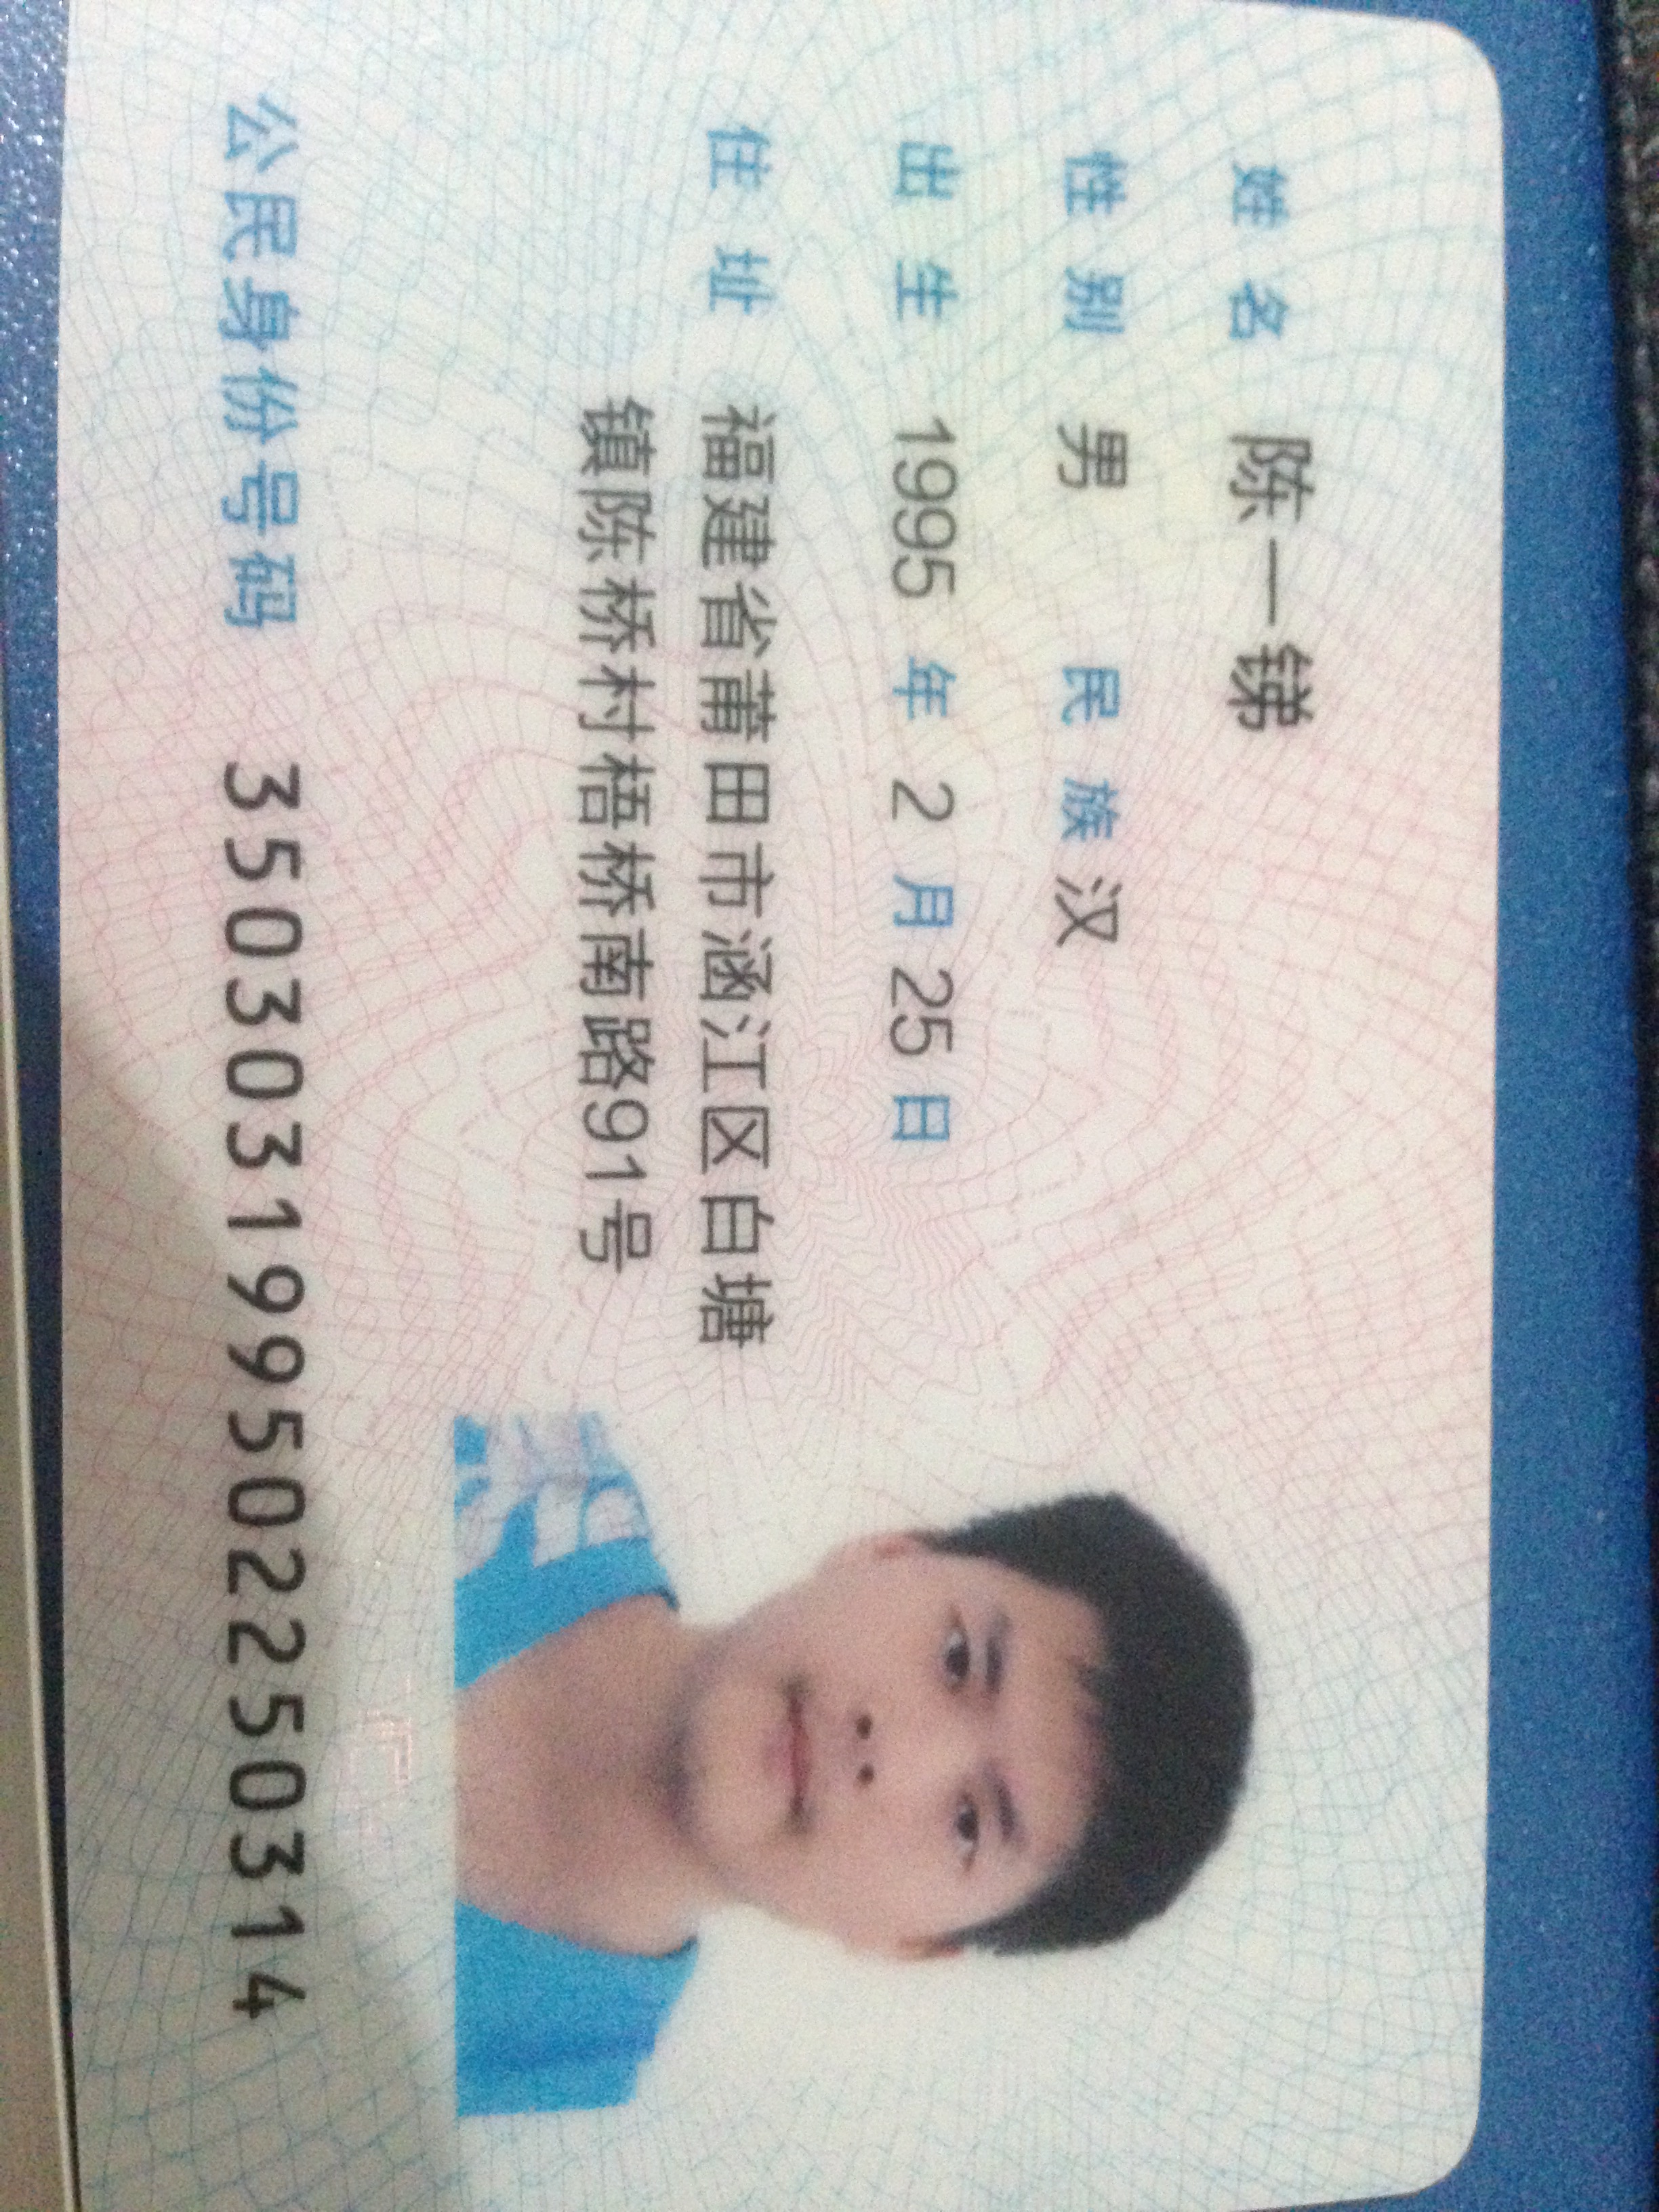 姓名 陈一锑
性别 男 民族 汉
出生 1995 年 2 月 25 日
住址 福建省莆田市涵江区白塘
镇陈桥村梧桥南路91号
公民身份号码 350303199502250314